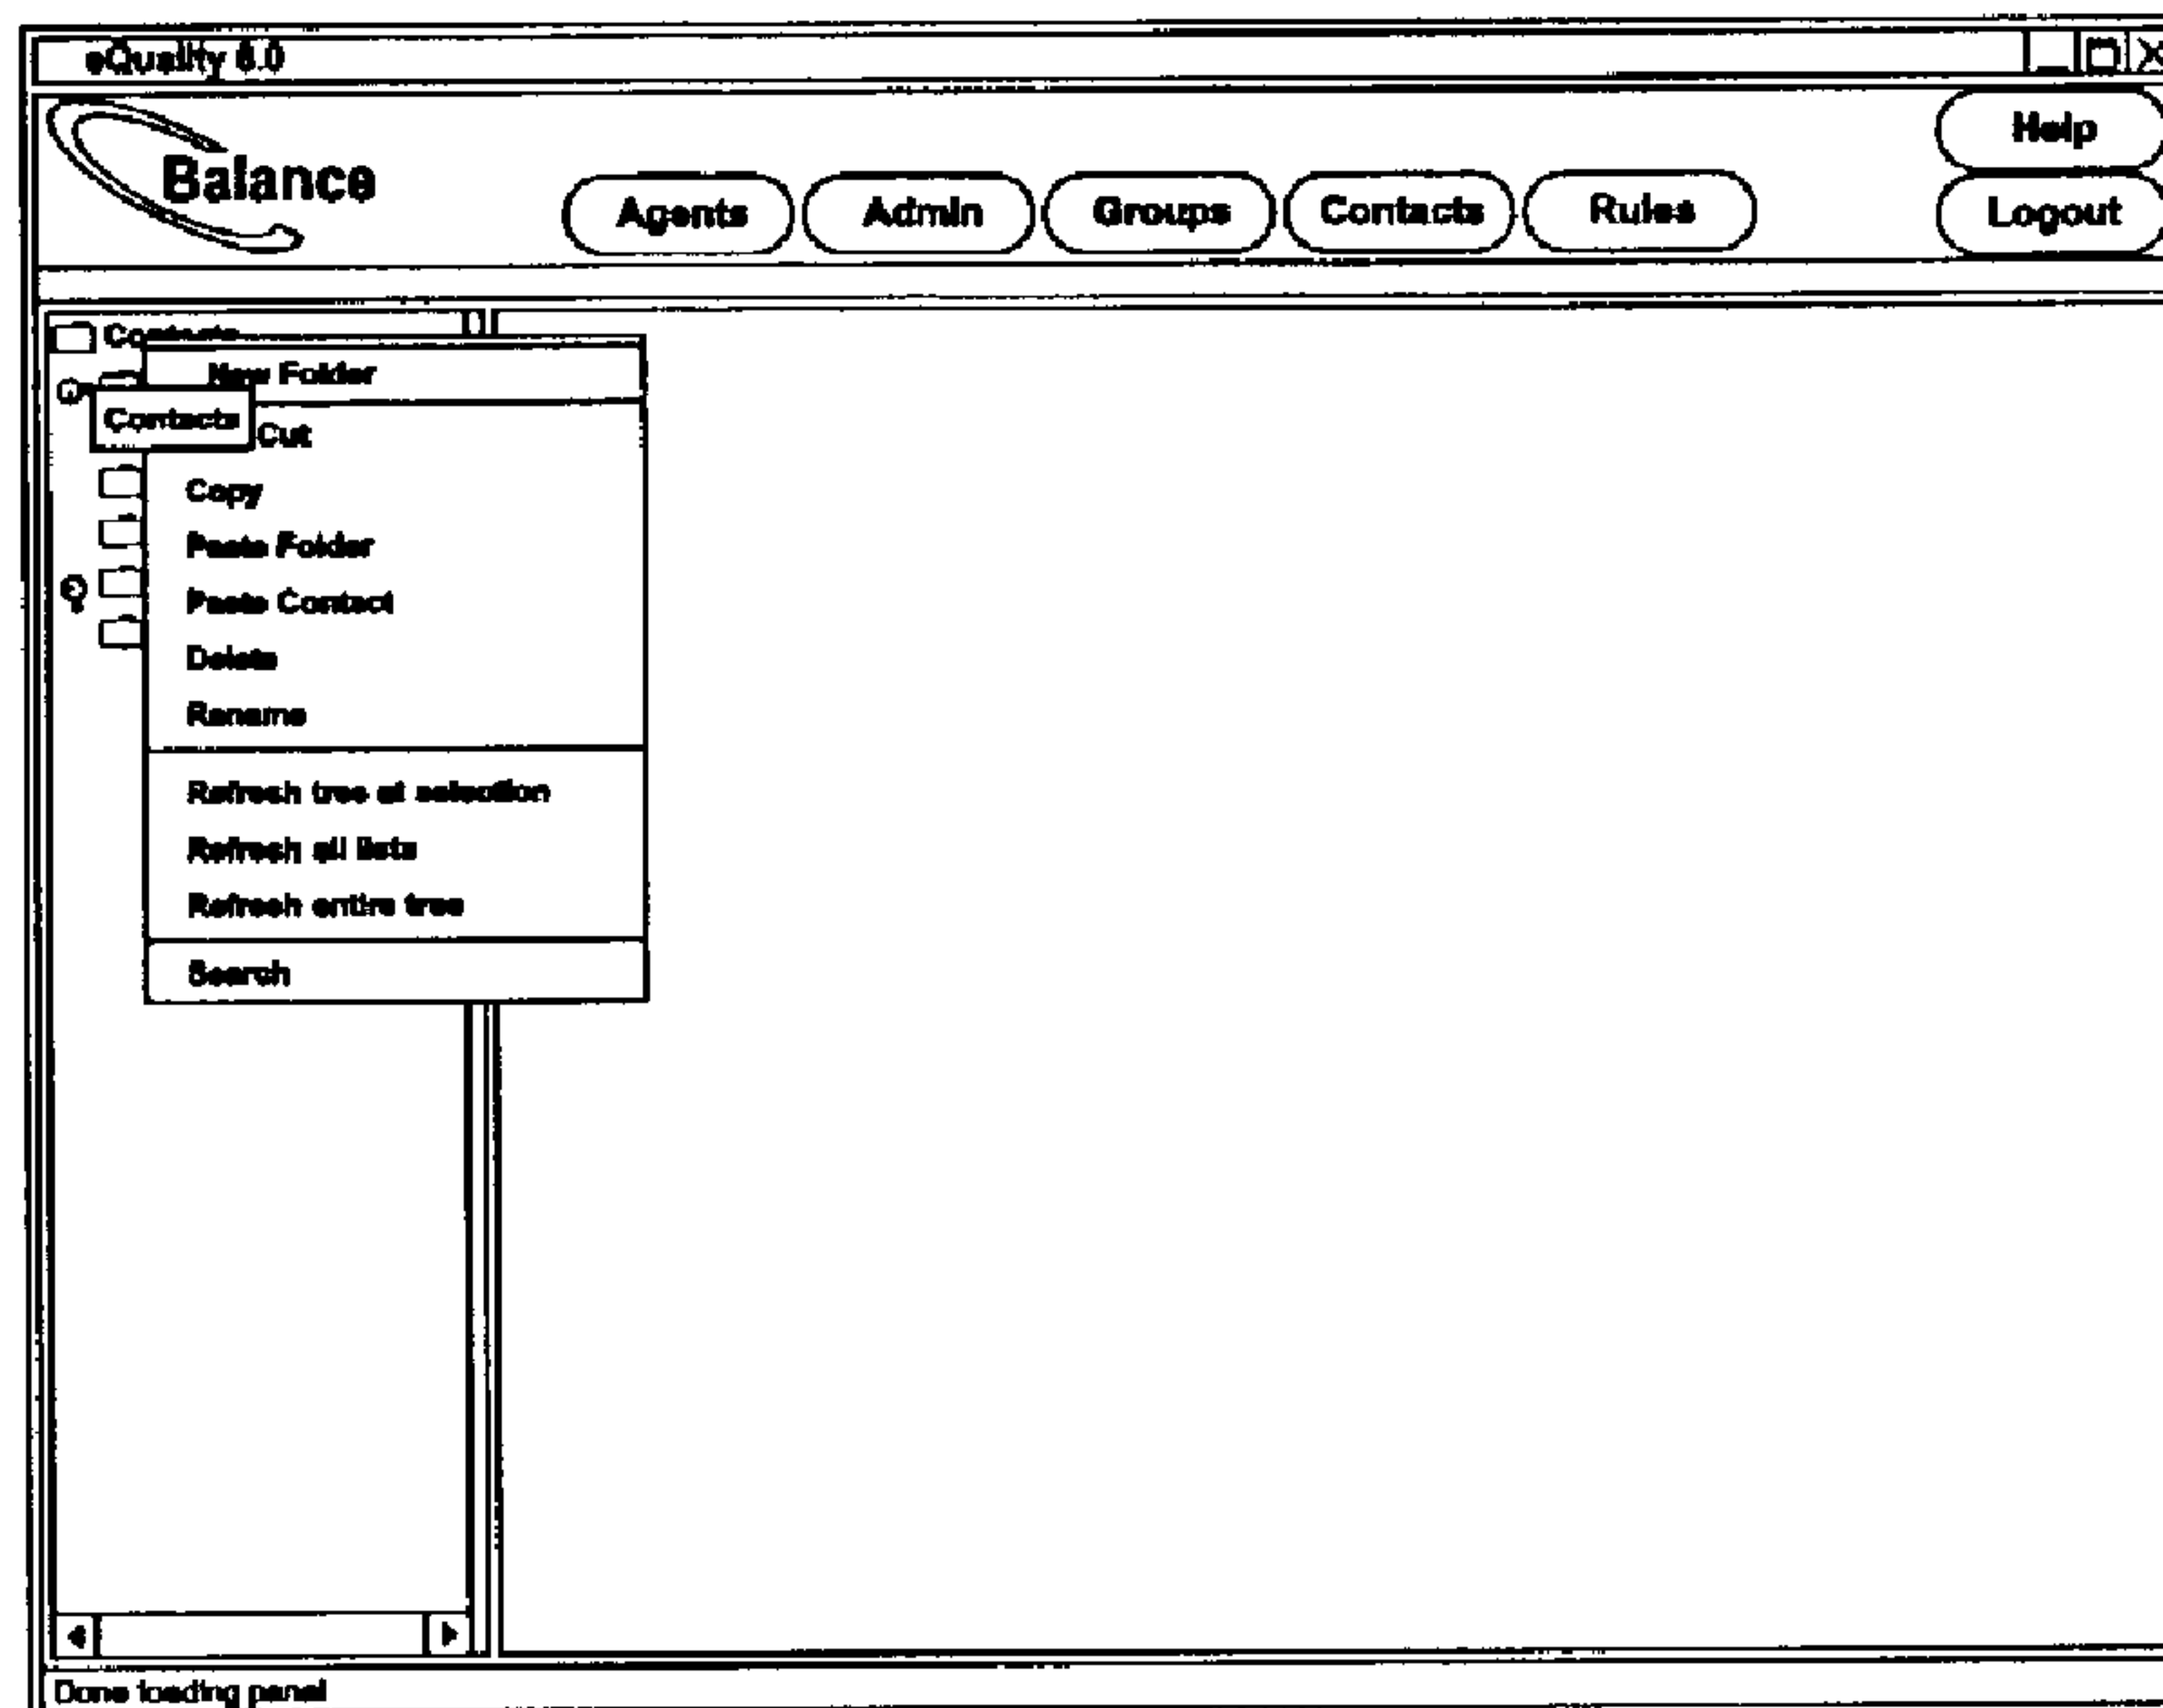 eQuality 6.0
Help
Balance
Agents Admin Groups Contacts Rules Logout
Contacts
New Folder
Contacts
Cut
Copy
Paste Folder
Paste Contact
Delete
Rename
Refresh tree at selection
Refresh all lists
Refresh entire tree
Search
Done loading panel